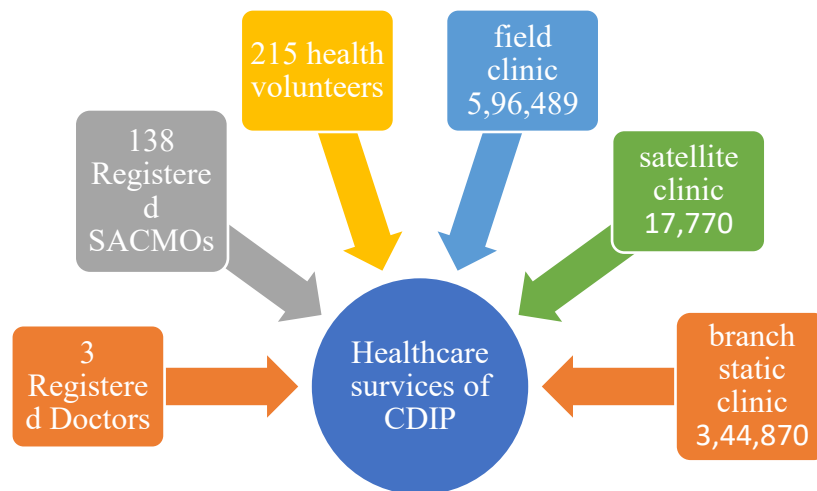 215 health
volunteers
field
clinic
5,96,489
138
Registere
d
SACMOs
satellite
clinic
17,770
3
Registere
d Doctors
Healthcare
survices of
CDIP
branch
static
clinic
3,44,870